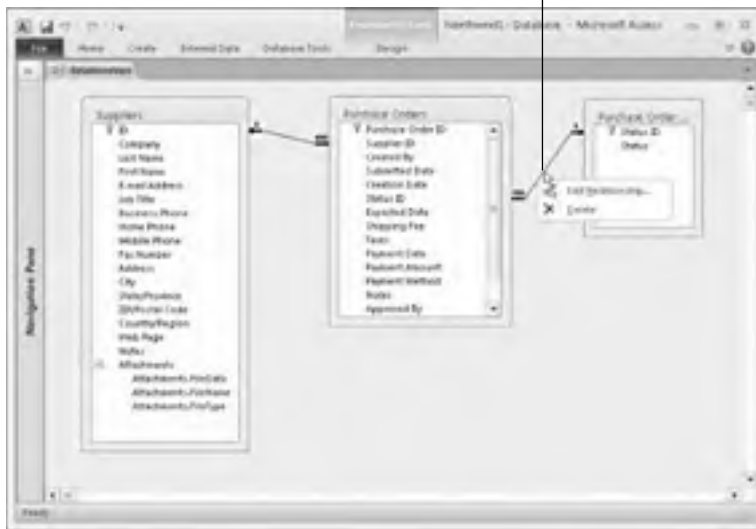 Northwind1 : Database - Microsoft Access
File Home Create External Data Database Tools Design
Relationships
Navigation Pane
Suppliers
ID
Company
Last Name
First Name
E-mail Address
Job Title
Business Phone
Home Phone
Mobile Phone
Fax Number
Address
City
State/Province
ZIP/Postal Code
Country/Region
Web Page
Notes
Attachments
Attachments.FileData
Attachments.FileName
Attachments.FileType
Purchase Orders
Purchase Order ID
Supplier ID
Created By
Submitted Date
Creation Date
Status ID
Expected Date
Shipping Fee
Taxes
Payment Date
Payment Amount
Payment Method
Notes
Approved By
Purchase Order ...
Status ID
Status
Edit Relationship...
Delete
Ready